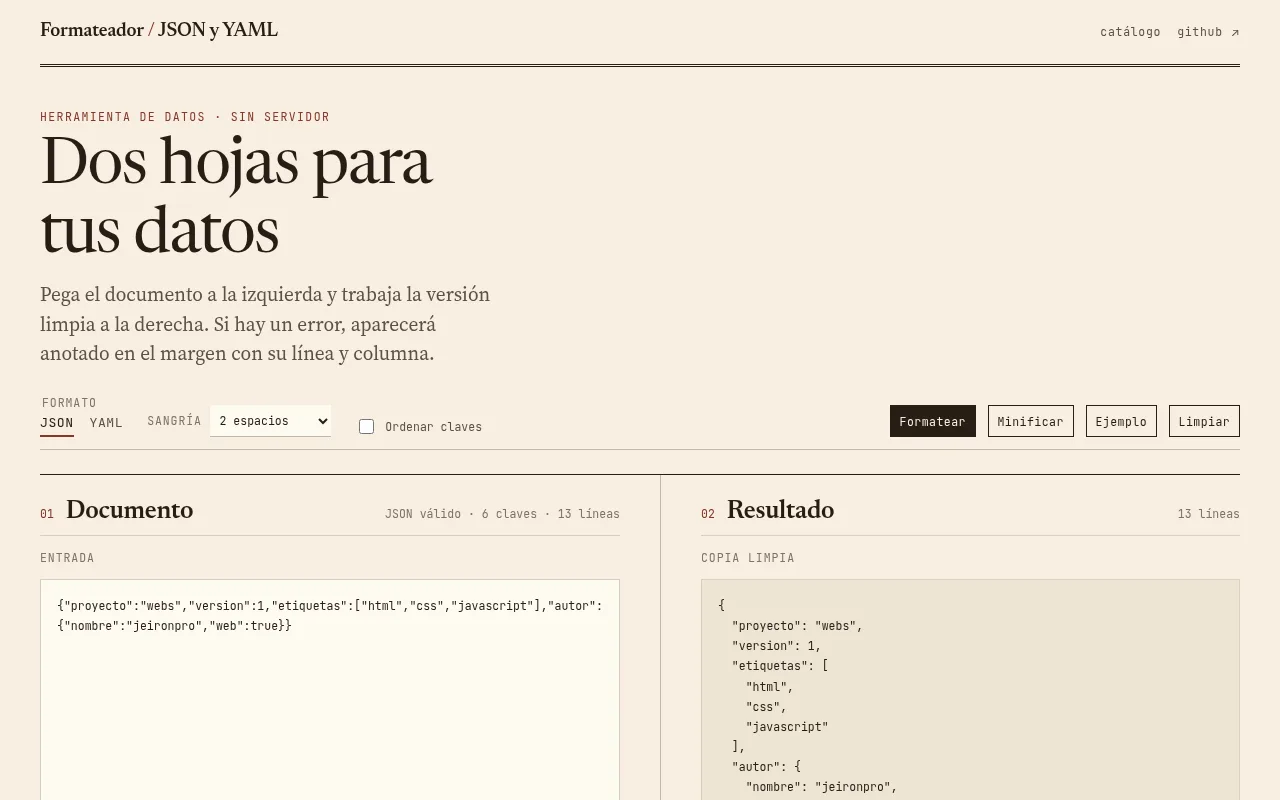 Formateador / JSON y YAML
catálogo github ↗
HERRAMIENTA DE DATOS · SIN SERVIDOR
Dos hojas para
tus datos
Pega el documento a la izquierda y trabaja la versión
limpia a la derecha. Si hay un error, aparecerá
anotado en el margen con su línea y columna.
FORMATO
JSON YAML SANGRÍA 2 espacios Ordenar claves Formatear Minificar Ejemplo Limpiar
01 Documento JSON válido · 6 claves · 13 líneas
ENTRADA
{"proyecto":"webs","version":1,"etiquetas":["html","css","javascript"],"autor":
{"nombre":"jeironpro","web":true}}
02 Resultado 13 líneas
COPIA LIMPIA
{
  "proyecto": "webs",
  "version": 1,
  "etiquetas": [
    "html",
    "css",
    "javascript"
  ],
  "autor": {
    "nombre": "jeironpro",